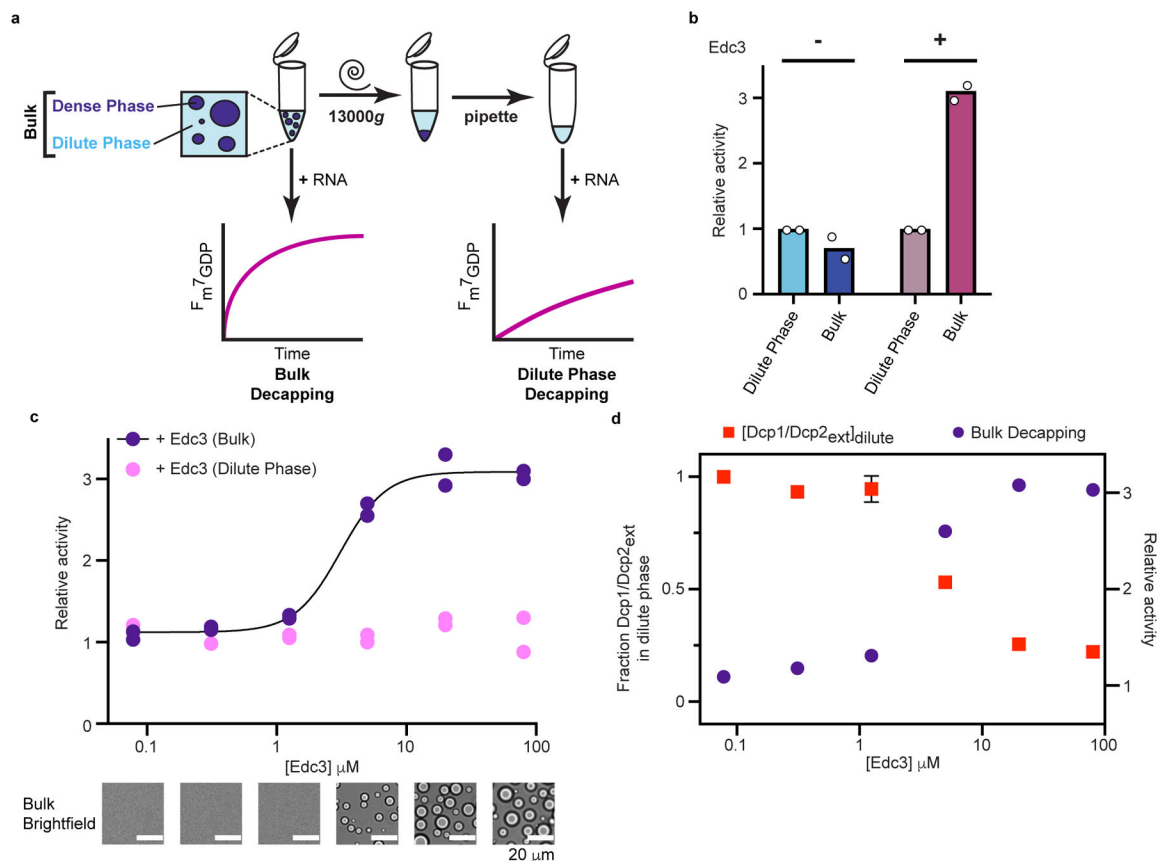 a
Bulk
Dense Phase
Dilute Phase
13000g
pipette
+ RNA
+ RNA
Fm7GDP
Time
Bulk
Decapping
Fm7GDP
Time
Dilute Phase
Decapping
b
Edc3
-
+
Relative activity
3
2
1
0
Dilute Phase
Bulk
Dilute Phase
Bulk
c
+ Edc3 (Bulk)
+ Edc3 (Dilute Phase)
Relative activity
3
2
1
0
0.1
1
10
100
[Edc3] μM
Bulk
Brightfield
20 μm
d
[Dcp1/Dcp2ext]dilute
Bulk Decapping
Fraction Dcp1/Dcp2ext
in dilute phase
1
0.5
0
Relative activity
3
2
1
0.1
1
10
100
[Edc3] μM